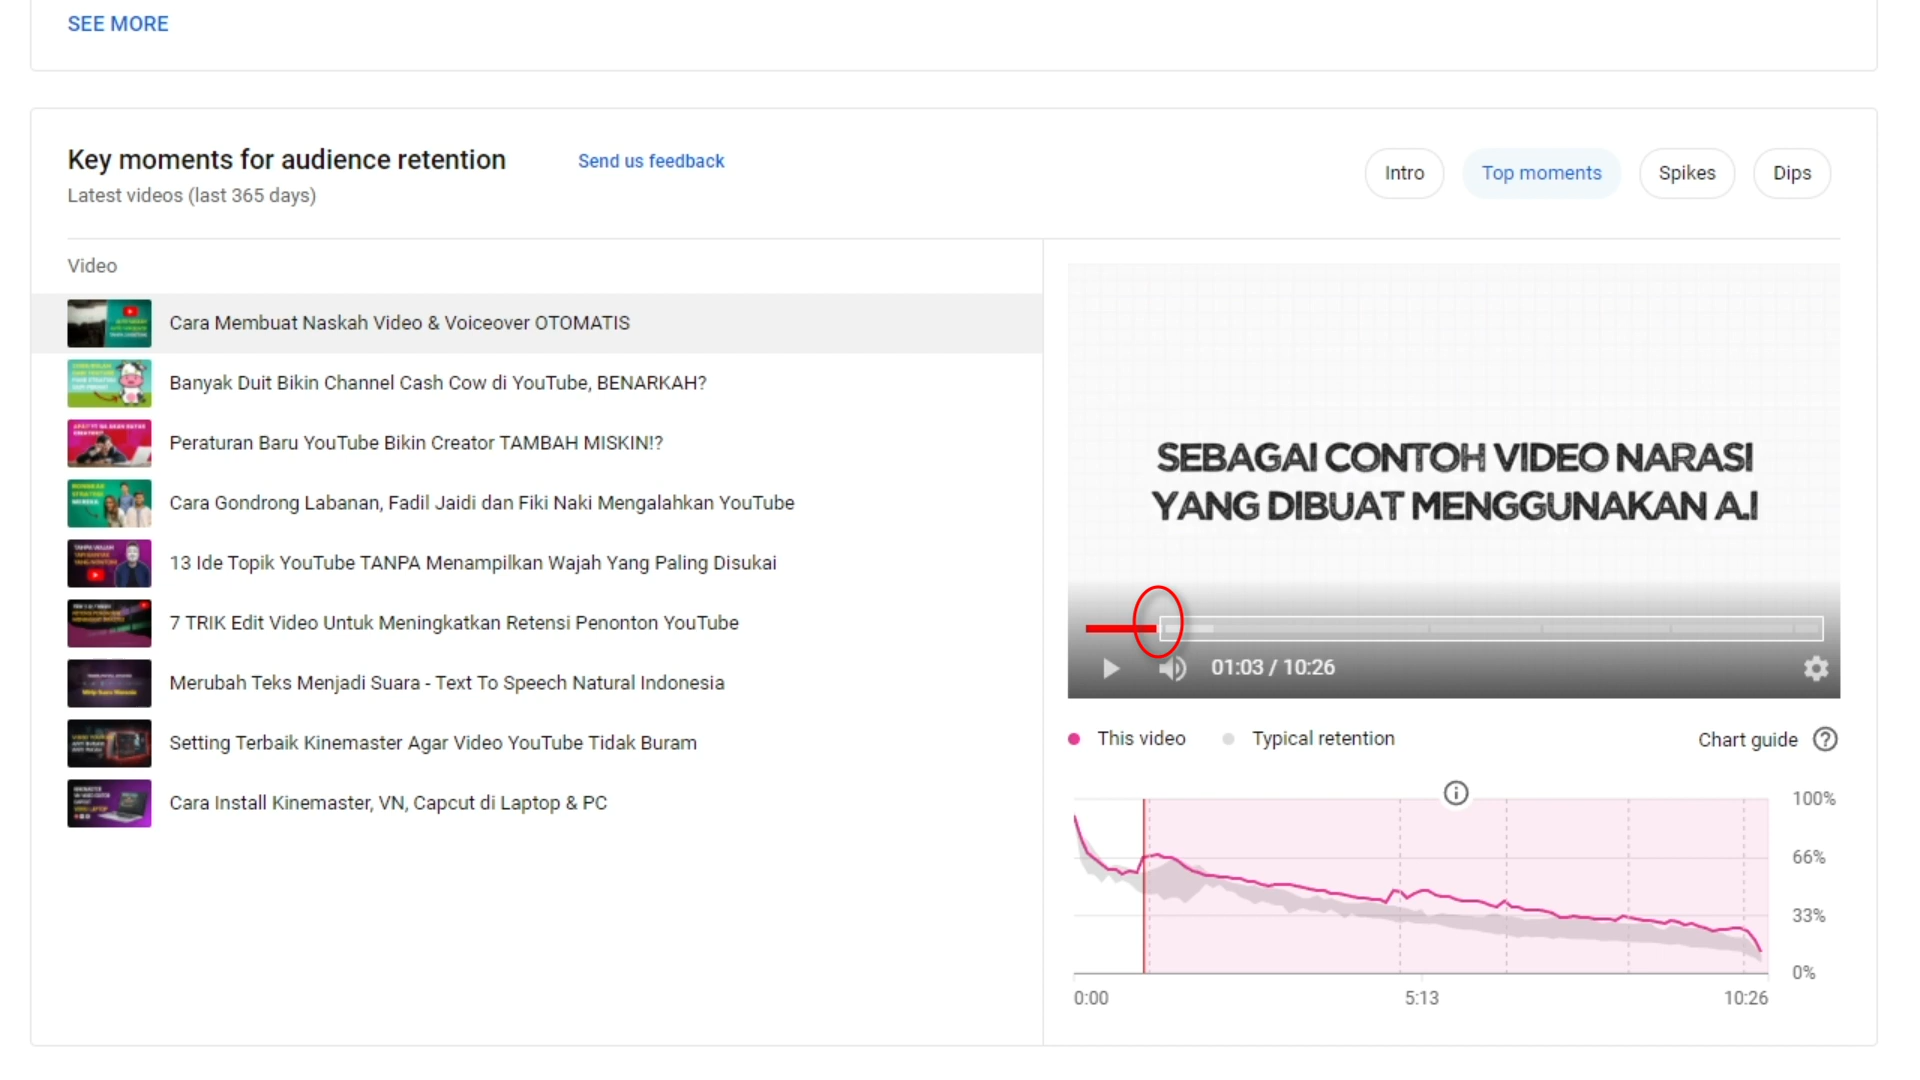 SEE MORE
Key moments for audience retention
Send us feedback
Latest videos (last 365 days)
Intro
Top moments
Spikes
Dips
Video
Cara Membuat Naskah Video & Voiceover OTOMATIS
Banyak Duit Bikin Channel Cash Cow di YouTube, BENARKAH?
Peraturan Baru YouTube Bikin Creator TAMBAH MISKIN!?
Cara Gondrong Labanan, Fadil Jaidi dan Fiki Naki Mengalahkan YouTube
13 Ide Topik YouTube TANPA Menampilkan Wajah Yang Paling Disukai
7 TRIK Edit Video Untuk Meningkatkan Retensi Penonton YouTube
Merubah Teks Menjadi Suara - Text To Speech Natural Indonesia
Setting Terbaik Kinemaster Agar Video YouTube Tidak Buram
Cara Install Kinemaster, VN, Capcut di Laptop & PC
SEBAGAI CONTOH VIDEO NARASI
YANG DIBUAT MENGGUNAKAN A.I
01:03 / 10:26
This video
Typical retention
Chart guide
100%
66%
33%
0%
0:00
5:13
10:26